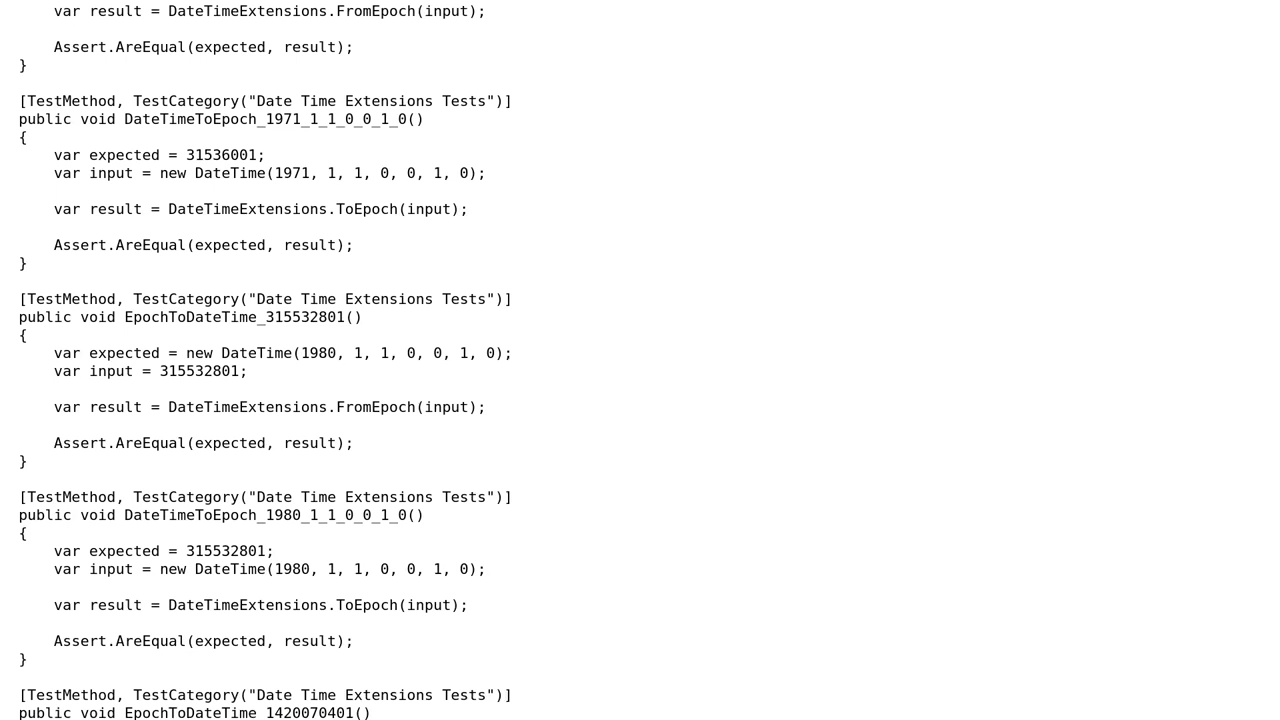 var result = DateTimeExtensions.FromEpoch(input);
Assert.AreEqual(expected, result);
}
[TestMethod, TestCategory("Date Time Extensions Tests")]
public void DateTimeToEpoch_1971_1_1_0_0_1_0()
{
var expected = 31536001;
var input = new DateTime(1971, 1, 1, 0, 0, 1, 0);
var result = DateTimeExtensions.ToEpoch(input);
Assert.AreEqual(expected, result);
}
[TestMethod, TestCategory("Date Time Extensions Tests")]
public void EpochToDateTime_315532801()
{
var expected = new DateTime(1980, 1, 1, 0, 0, 1, 0);
var input = 315532801;
var result = DateTimeExtensions.FromEpoch(input);
Assert.AreEqual(expected, result);
}
[TestMethod, TestCategory("Date Time Extensions Tests")]
public void DateTimeToEpoch_1980_1_1_0_0_1_0()
{
var expected = 315532801;
var input = new DateTime(1980, 1, 1, 0, 0, 1, 0);
var result = DateTimeExtensions.ToEpoch(input);
Assert.AreEqual(expected, result);
}
[TestMethod, TestCategory("Date Time Extensions Tests")]
public void EpochToDateTime_1420070401()